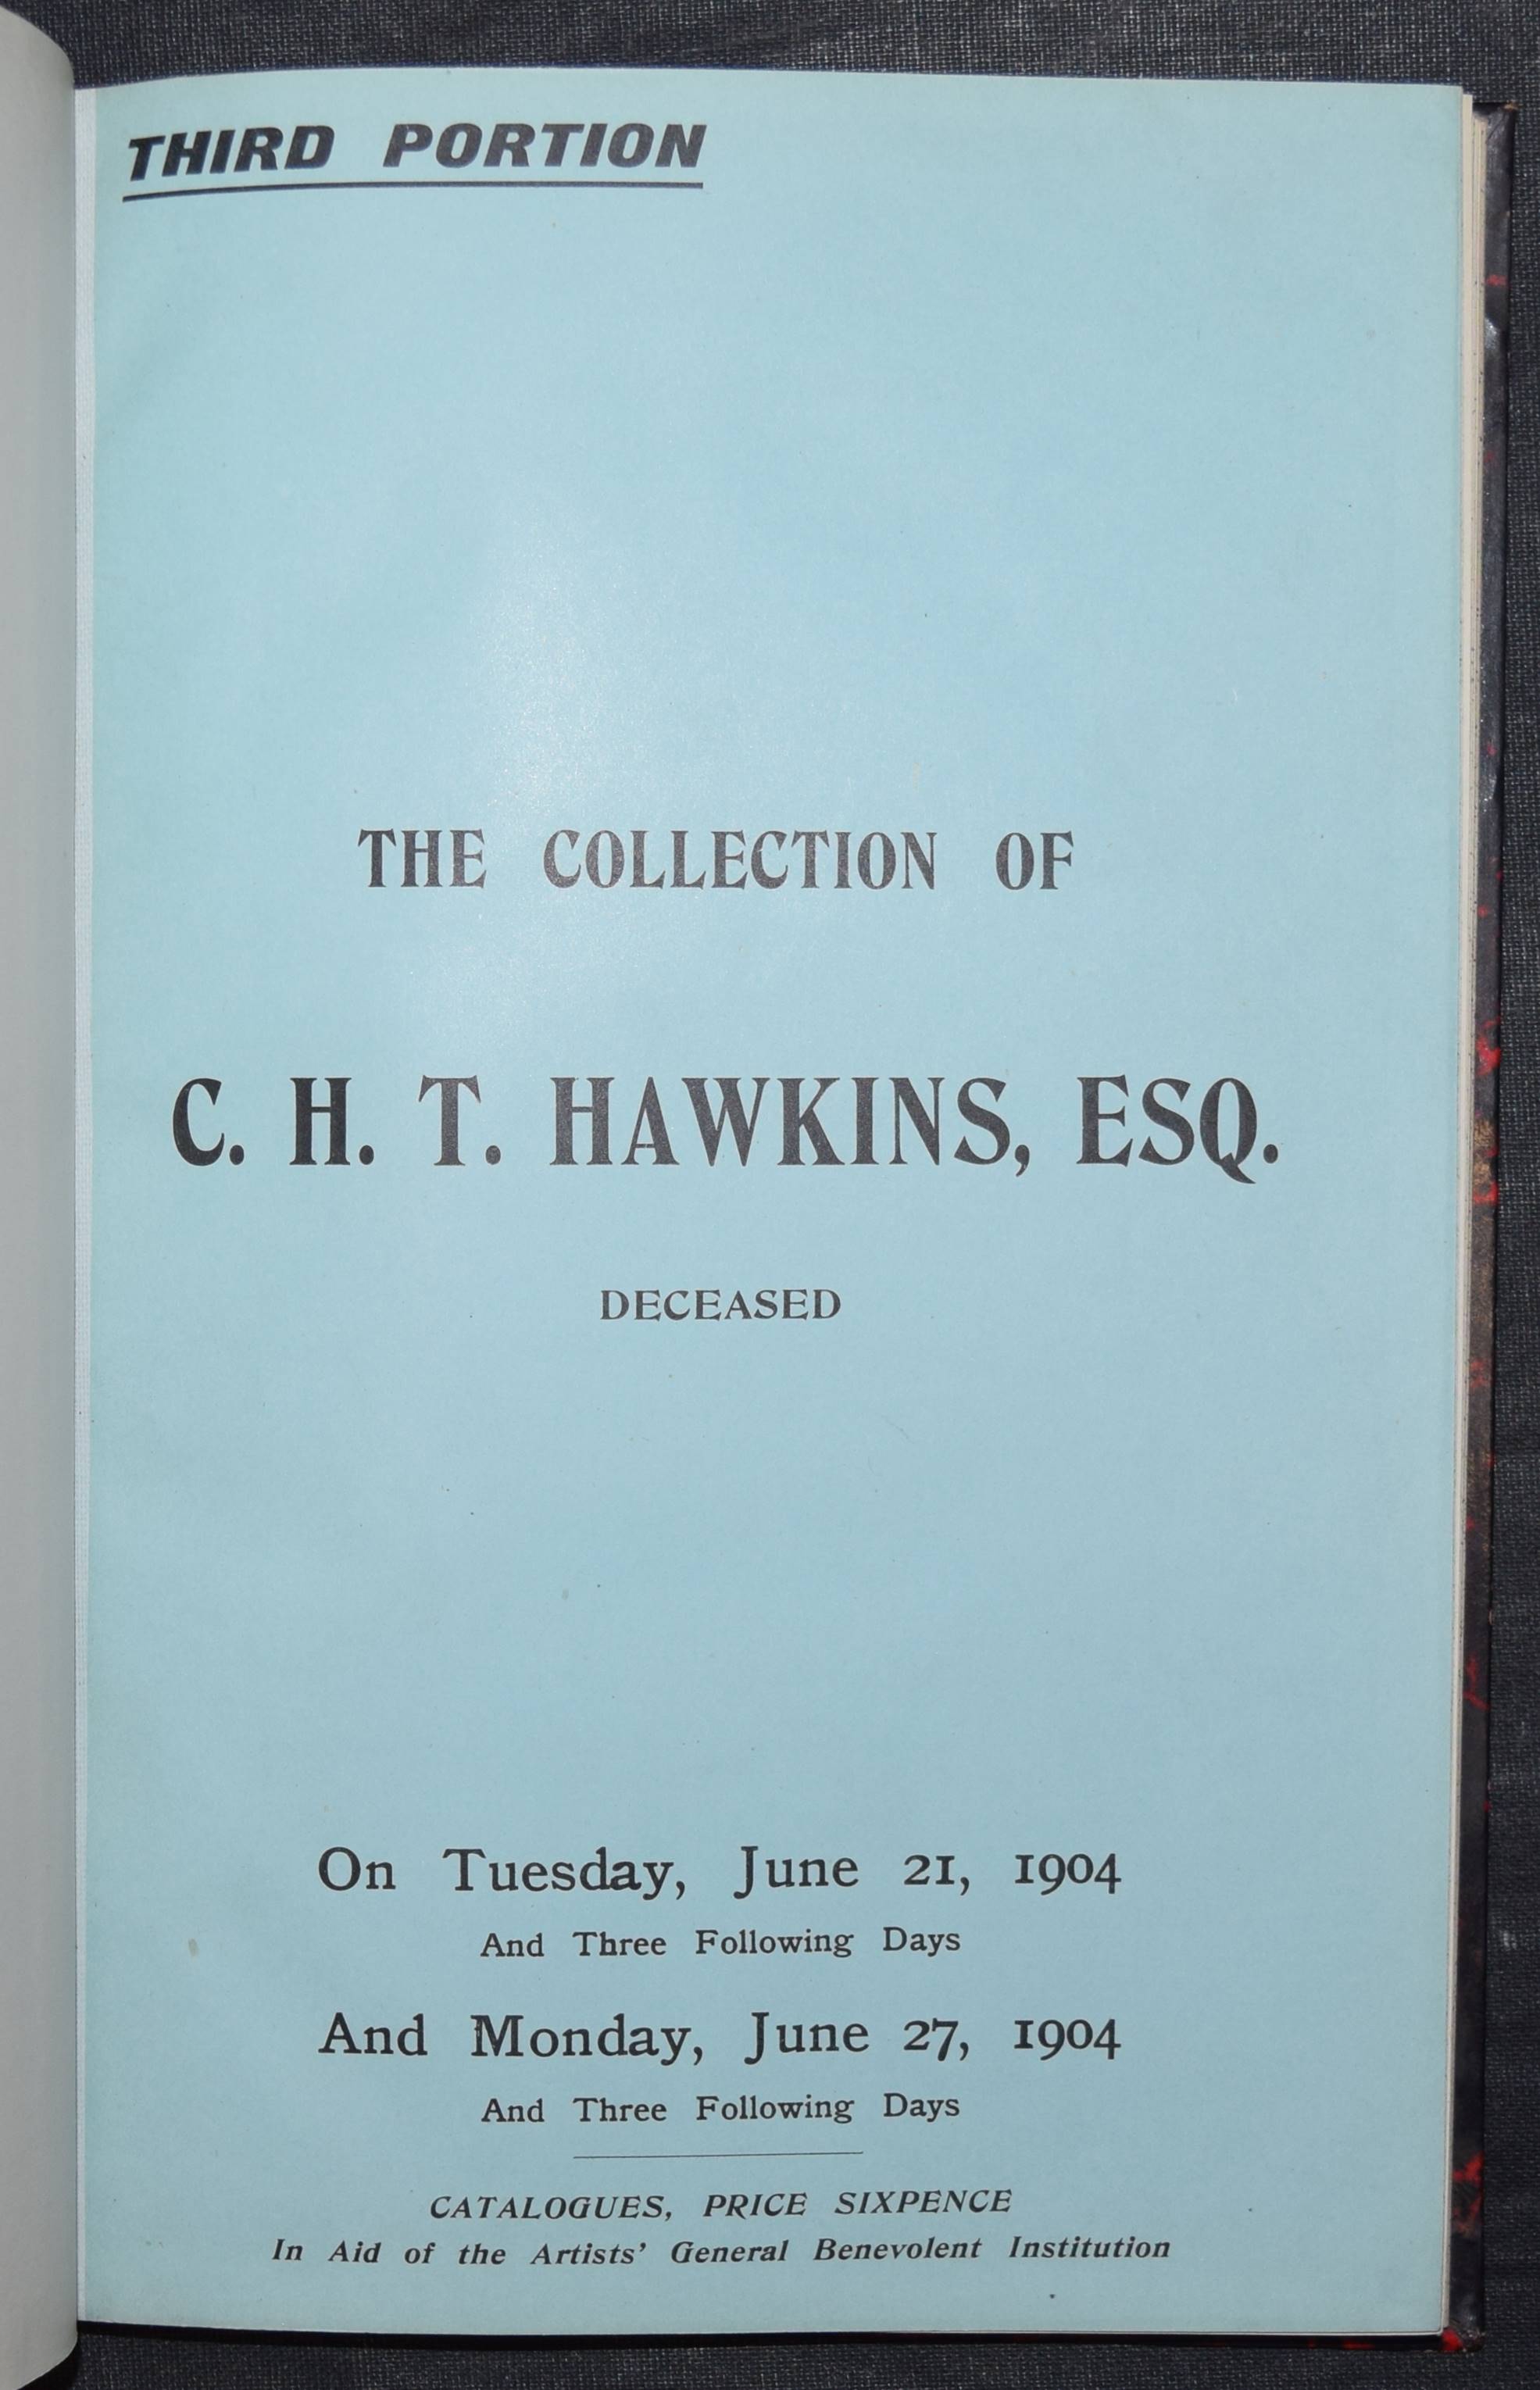 THIRD PORTION
THE COLLECTION OF
C. H. T. HAWKINS, ESQ.
DECEASED
On Tuesday, June 21, 1904
And Three Following Days
And Monday, June 27, 1904
And Three Following Days
CATALOGUES, PRICE SIXPENCE
In Aid of the Artists' General Benevolent Institution